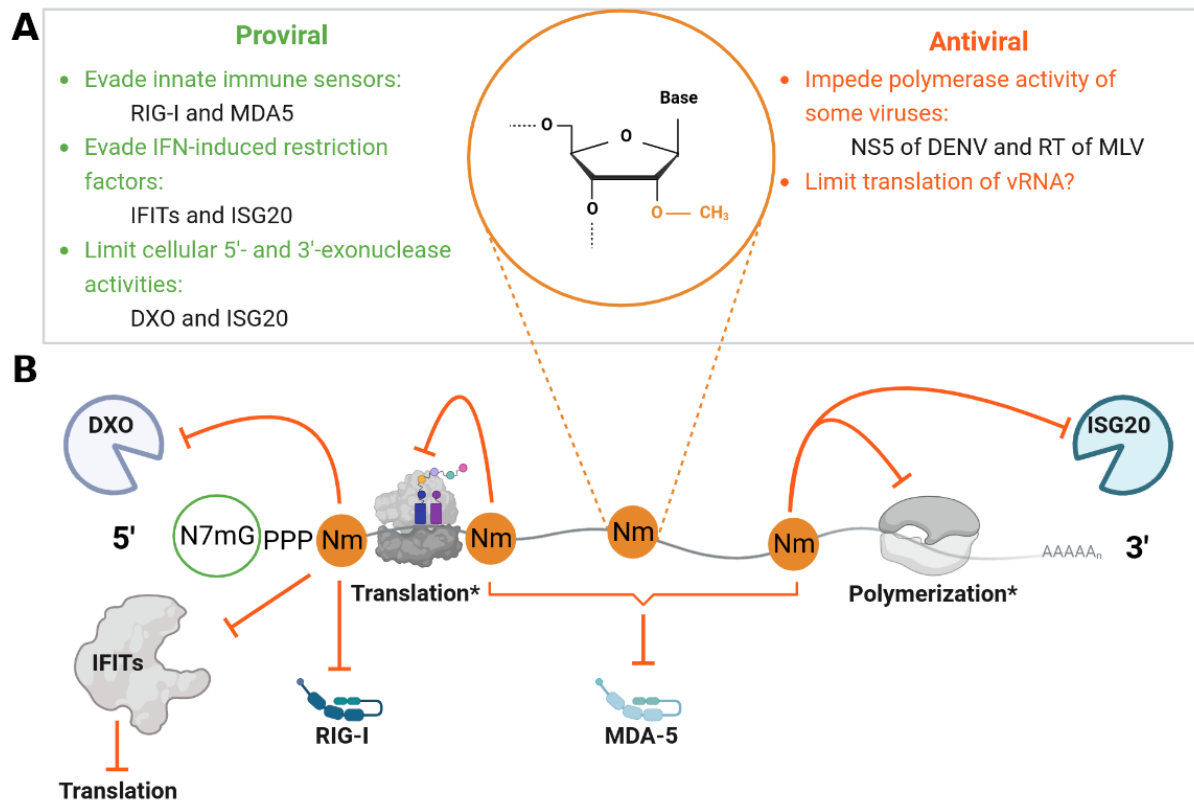 A
Proviral
• Evade innate immune sensors:
RIG-I and MDA5
• Evade IFN-induced restriction
factors:
IFITs and ISG20
• Limit cellular 5'- and 3'-exonuclease
activities:
DXO and ISG20
Base
O
O
O
O
CH₃
Antiviral
• Impede polymerase activity of
some viruses:
NS5 of DENV and RT of MLV
• Limit translation of vRNA?
B
DXO
ISG20
5'
N7mG
PPP
Nm
Nm
Nm
Nm
AAAAAₙ
3'
Translation*
Polymerization*
IFITs
RIG-I
MDA-5
Translation